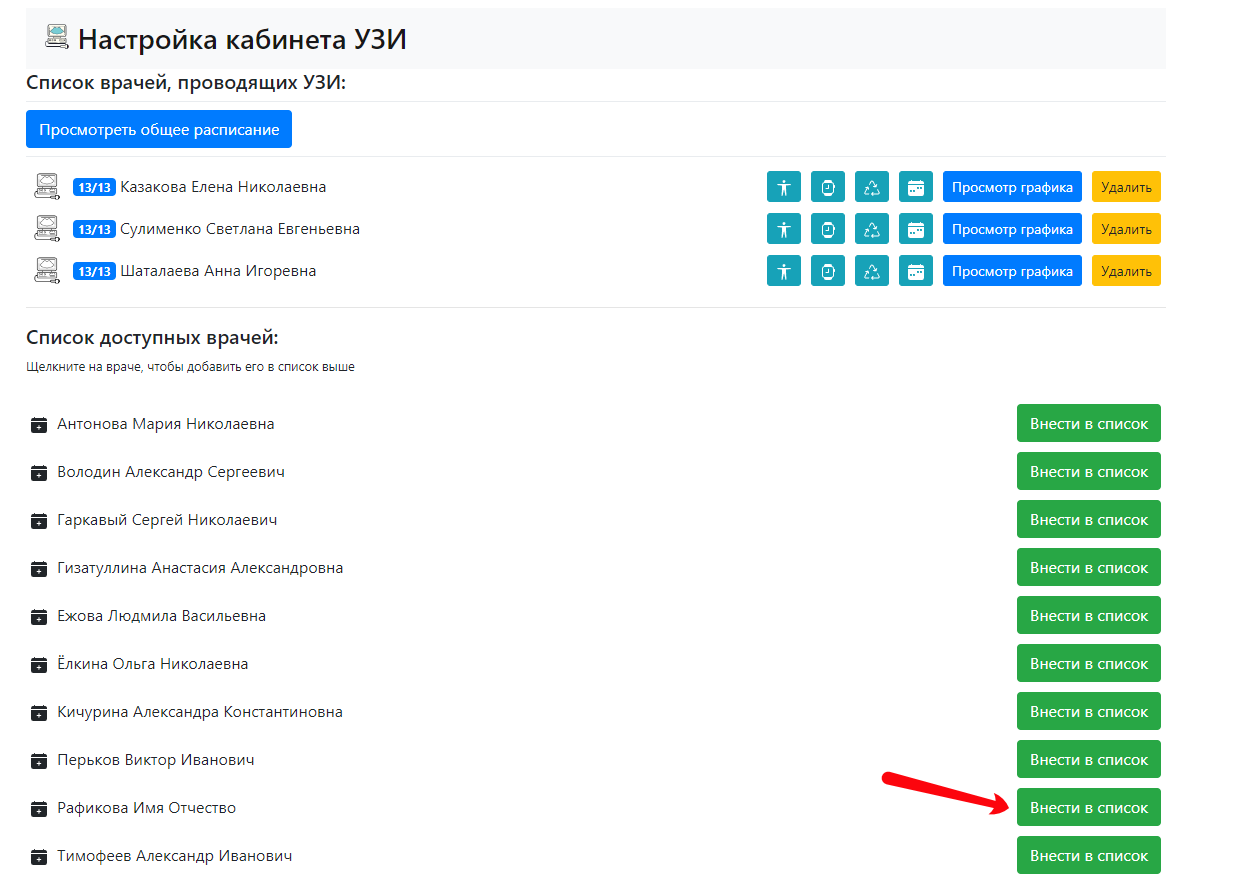 Настройка кабинета УЗИ
Список врачей, проводящих УЗИ:
Просмотреть общее расписание
13/13 Казакова Елена Николаевна Просмотр графика Удалить
13/13 Сулименко Светлана Евгеньевна Просмотр графика Удалить
13/13 Шаталаева Анна Игоревна Просмотр графика Удалить
Список доступных врачей:
Щелкните на враче, чтобы добавить его в список выше
Антонова Мария Николаевна Внести в список
Володин Александр Сергеевич Внести в список
Гаркавый Сергей Николаевич Внести в список
Гизатуллина Анастасия Александровна Внести в список
Ежова Людмила Васильевна Внести в список
Ёлкина Ольга Николаевна Внести в список
Кичурина Александра Константиновна Внести в список
Перьков Виктор Иванович Внести в список
Рафикова Имя Отчество Внести в список
Тимофеев Александр Иванович Внести в список